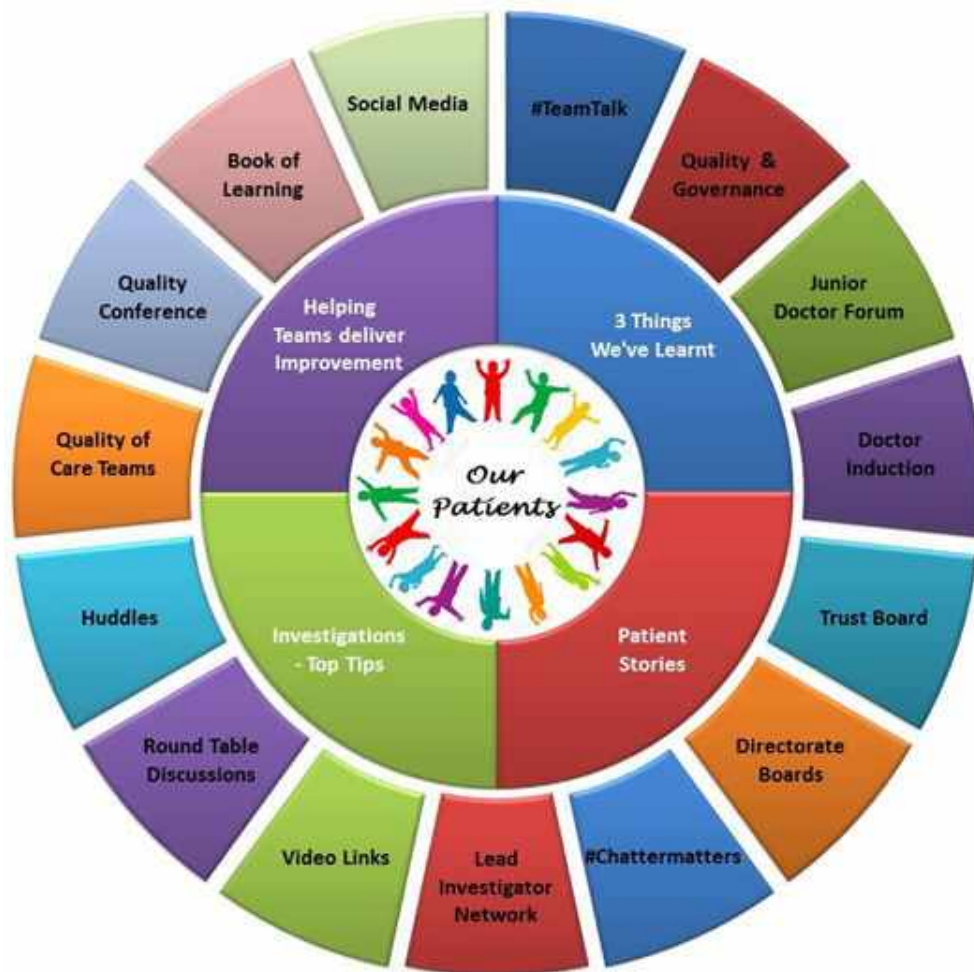 #TeamTalk
Quality &
Governance
Junior
Doctor Forum
Doctor
Induction
Trust Board
Directorate
Boards
#Chattermatters
Lead
Investigator
Network
Video Links
Round Table
Discussions
Huddles
Quality of
Care Teams
Quality
Conference
Book of
Learning
Social Media
Helping
Teams deliver
Improvement
3 Things
We've Learnt
Patient
Stories
Investigations
- Top Tips
Our
Patients